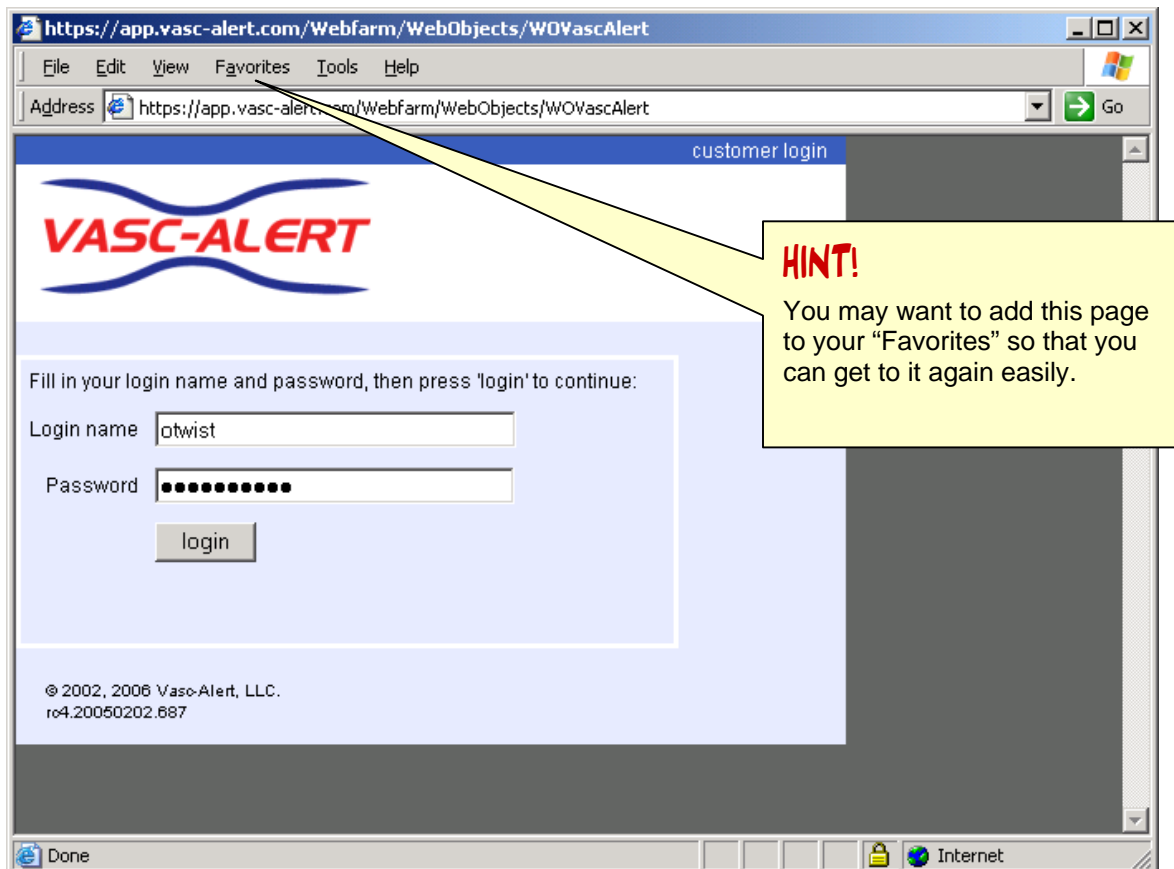 https://app.vasc-alert.com/Webfarm/WebObjects/WOVascAlert
File Edit View Favorites Tools Help
Address https://app.vasc-alert.com/Webfarm/WebObjects/WOVascAlert Go
customer login
VASC-ALERT
HINT!
You may want to add this page
to your “Favorites” so that you
can get to it again easily.
Fill in your login name and password, then press 'login' to continue:
Login name otwist
Password ●●●●●●●●●●
login
© 2002, 2006 Vasc-Alert, LLC.
rc4.20050202.687
Done Internet